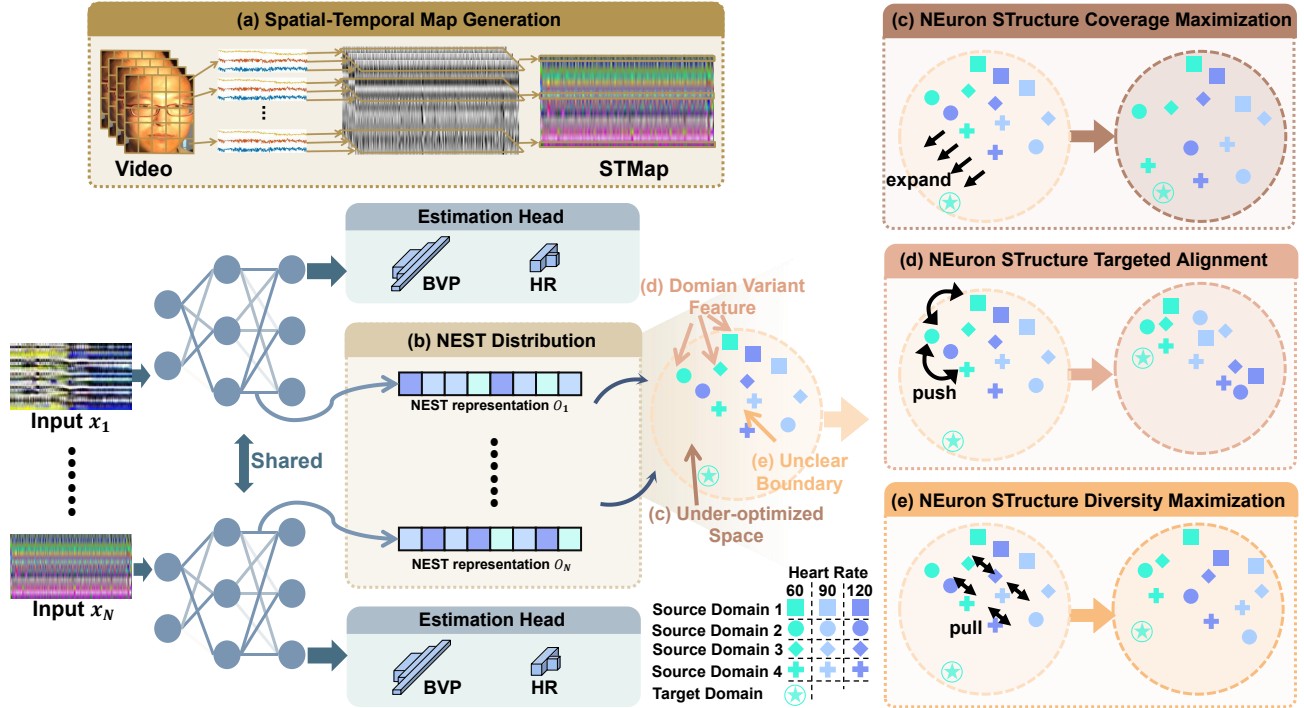 (a) Spatial-Temporal Map Generation
Video
STMap
Estimation Head
BVP
HR
Input x₁
Shared
Input x_N
(b) NEST Distribution
NEST representation O₁
NEST representation O_N
Estimation Head
BVP
HR
(d) Domian Variant
Feature
(e) Unclear
Boundary
(c) Under-optimized
Space
Heart Rate
60 90 120
Source Domain 1
Source Domain 2
Source Domain 3
Source Domain 4
Target Domain
(c) NEuron STructure Coverage Maximization
expand
(d) NEuron STructure Targeted Alignment
push
(e) NEuron STructure Diversity Maximization
pull